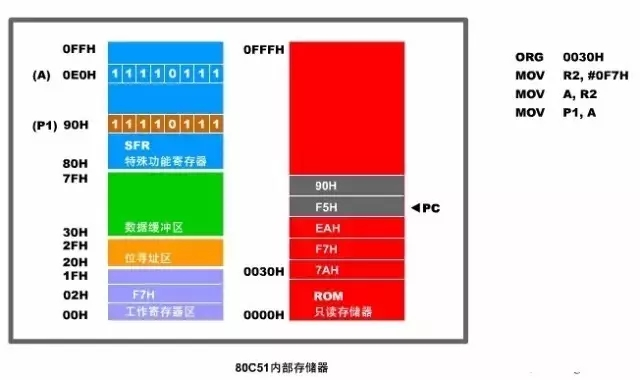 0FFH
(A) 0E0H 1 1 1 1 0 1 1 1
(P1) 90H 1 1 1 1 0 1 1 1
SFR
特殊功能寄存器
80H
7FH
数据缓冲区
30H
2FH
位寻址区
20H
1FH
02H F7H
工作寄存器区
00H
0FFFH
90H
F5H ◄PC
EAH
F7H
0030H 7AH
ROM
只读存储器
0000H
ORG 0030H
MOV R2, #0F7H
MOV A, R2
MOV P1, A
80C51内部存储器